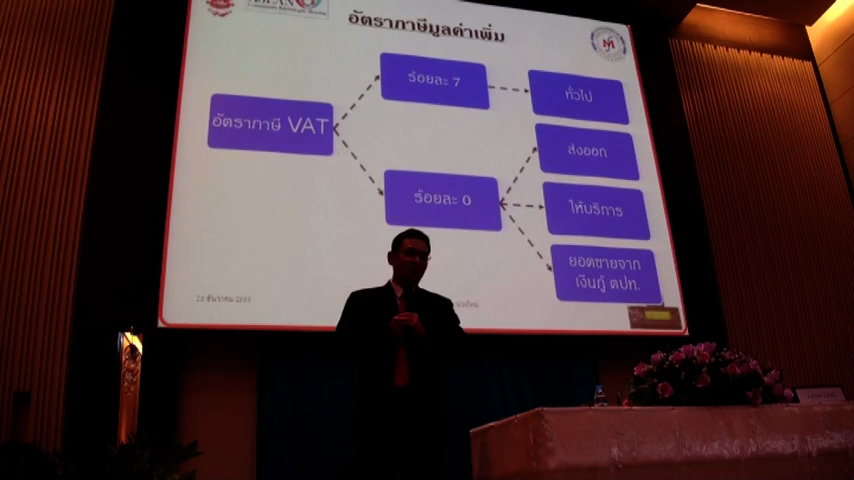 อัตราภาษีมูลค่าเพิ่ม
ร้อยละ 7
ทั่วไป
อัตราภาษี VAT
ส่งออก
ร้อยละ 0
ให้บริการ
ยอดขายจาก
เงินกู้ ตปท.